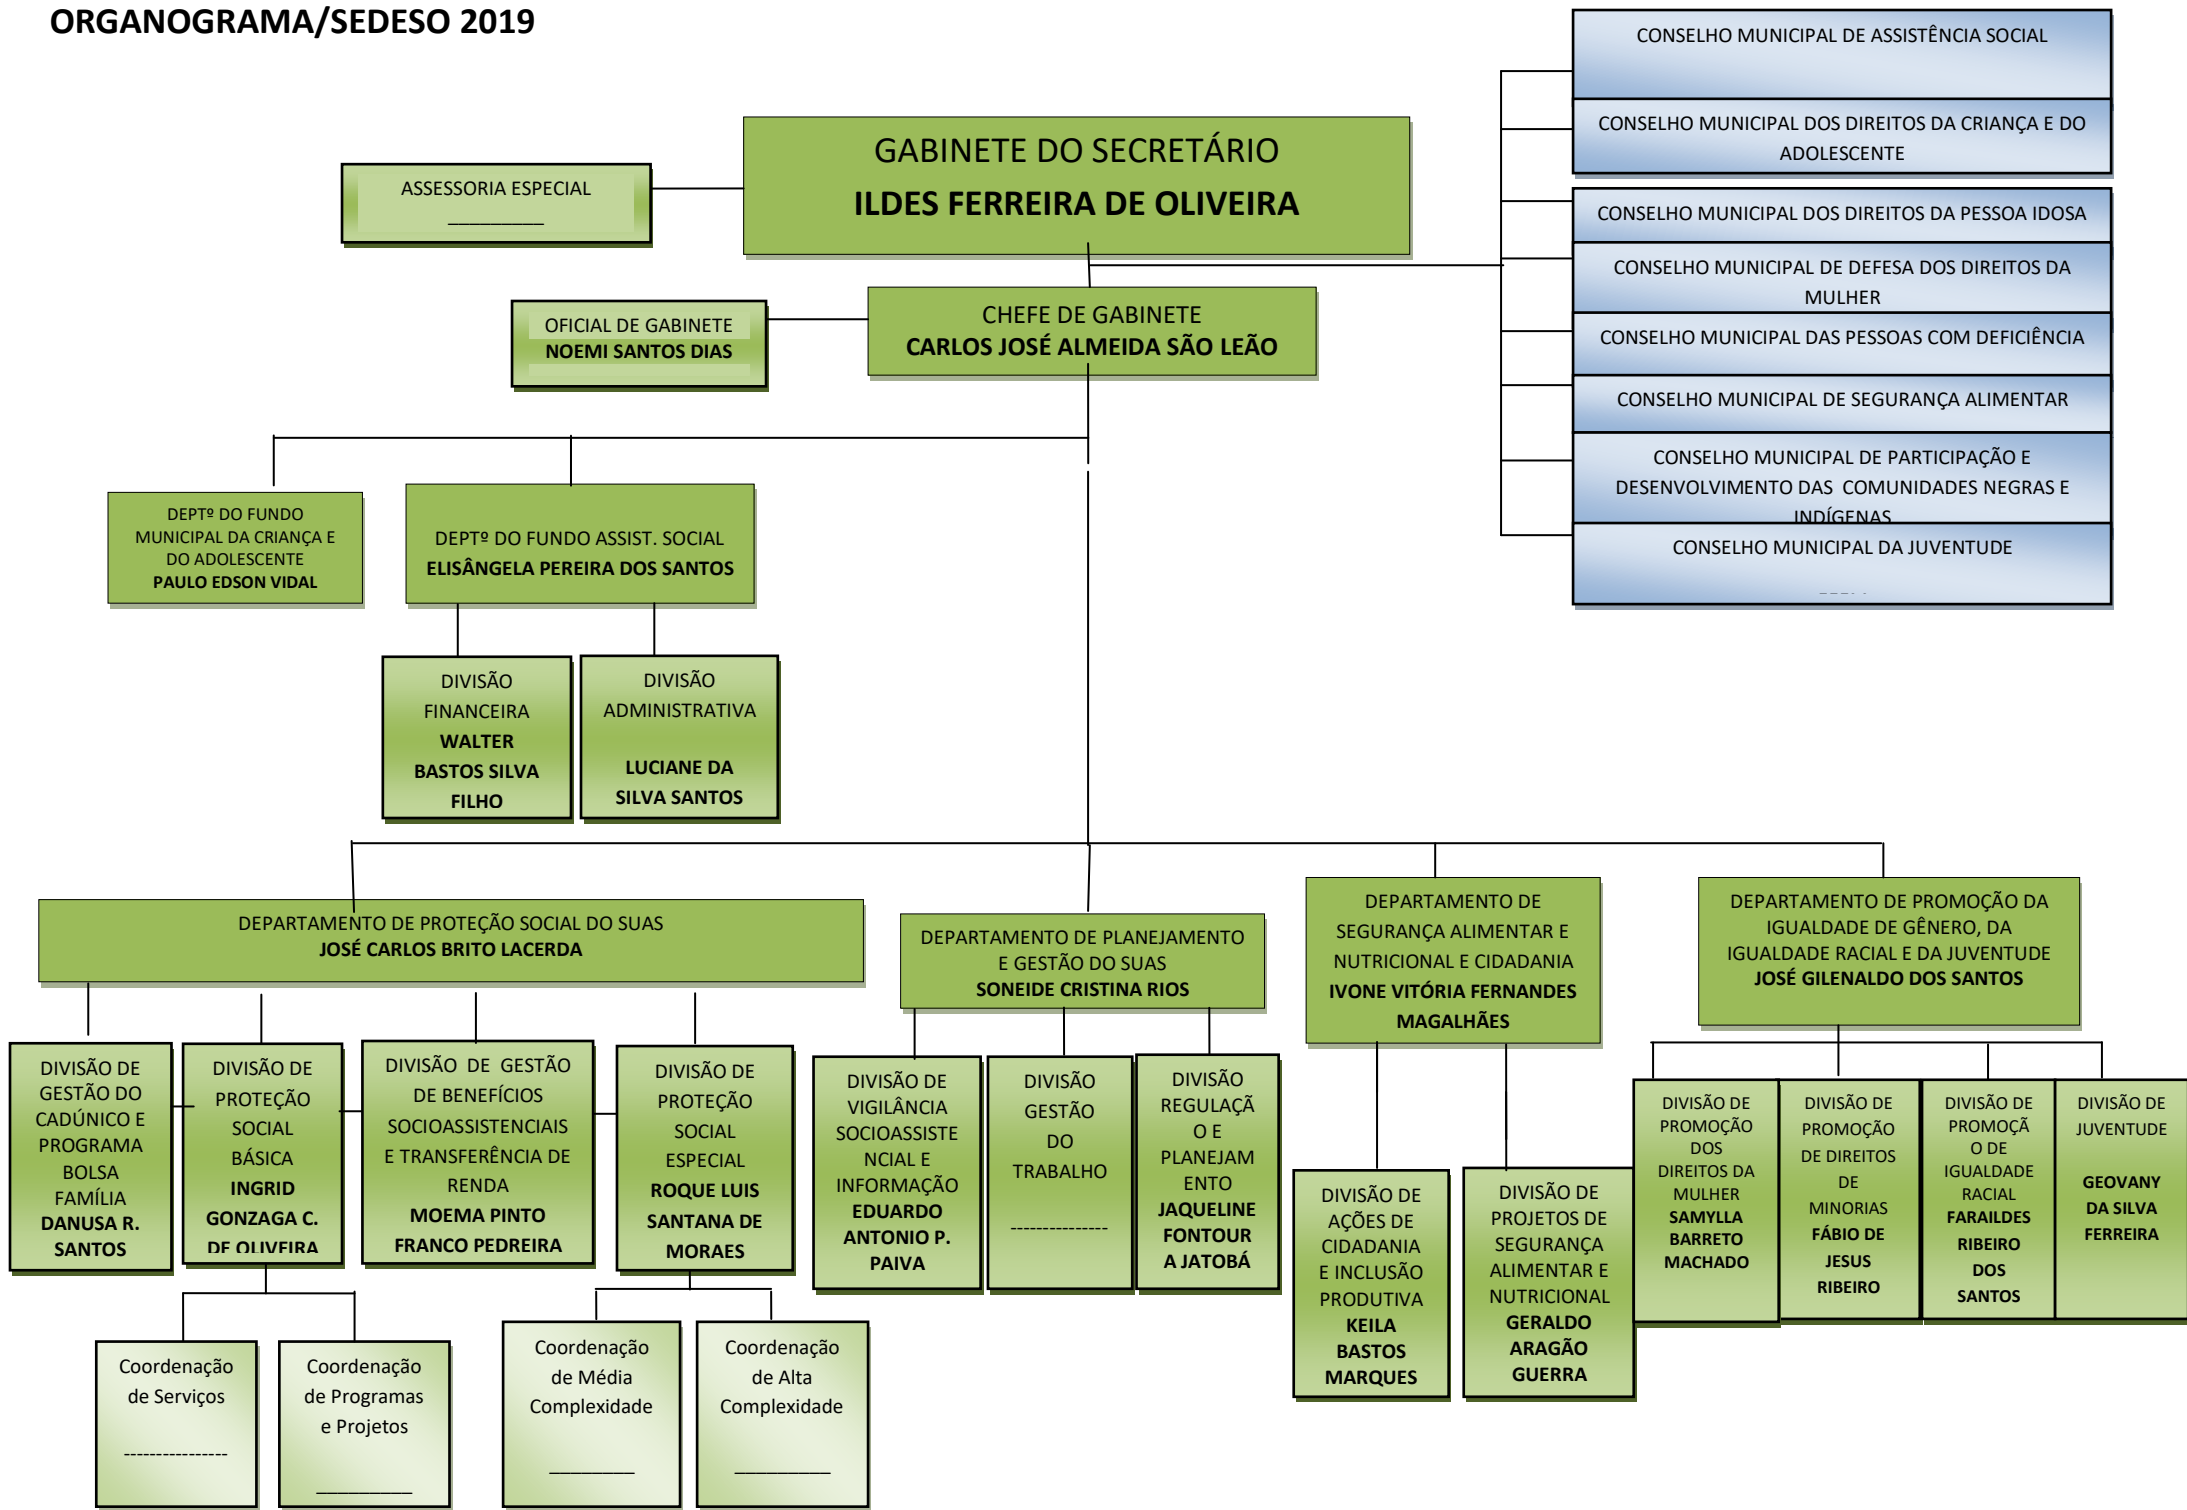 ORGANOGRAMA/SEDESO 2019
CONSELHO MUNICIPAL DE ASSISTÊNCIA SOCIAL
CONSELHO MUNICIPAL DOS DIREITOS DA CRIANÇA E DO
ADOLESCENTE
CONSELHO MUNICIPAL DOS DIREITOS DA PESSOA IDOSA
CONSELHO MUNICIPAL DE DEFESA DOS DIREITOS DA
MULHER
CONSELHO MUNICIPAL DAS PESSOAS COM DEFICIÊNCIA
CONSELHO MUNICIPAL DE SEGURANÇA ALIMENTAR
CONSELHO MUNICIPAL DE PARTICIPAÇÃO E
DESENVOLVIMENTO DAS COMUNIDADES NEGRAS E
INDÍGENAS
CONSELHO MUNICIPAL DA JUVENTUDE
GABINETE DO SECRETÁRIO
ILDES FERREIRA DE OLIVEIRA
ASSESSORIA ESPECIAL
_________
CHEFE DE GABINETE
CARLOS JOSÉ ALMEIDA SÃO LEÃO
OFICIAL DE GABINETE
NOEMI SANTOS DIAS
DEPTº DO FUNDO
MUNICIPAL DA CRIANÇA E
DO ADOLESCENTE
PAULO EDSON VIDAL
DEPTº DO FUNDO ASSIST. SOCIAL
ELISÂNGELA PEREIRA DOS SANTOS
DIVISÃO
FINANCEIRA
WALTER
BASTOS SILVA
FILHO
DIVISÃO
ADMINISTRATIVA
LUCIANE DA
SILVA SANTOS
DEPARTAMENTO DE PROTEÇÃO SOCIAL DO SUAS
JOSÉ CARLOS BRITO LACERDA
DEPARTAMENTO DE PLANEJAMENTO
E GESTÃO DO SUAS
SONEIDE CRISTINA RIOS
DEPARTAMENTO DE
SEGURANÇA ALIMENTAR E
NUTRICIONAL E CIDADANIA
IVONE VITÓRIA FERNANDES
MAGALHÃES
DEPARTAMENTO DE PROMOÇÃO DA
IGUALDADE DE GÊNERO, DA
IGUALDADE RACIAL E DA JUVENTUDE
JOSÉ GILENALDO DOS SANTOS
DIVISÃO DE
GESTÃO DO
CADÚNICO E
PROGRAMA
BOLSA
FAMÍLIA
DANUSA R.
SANTOS
DIVISÃO DE
PROTEÇÃO
SOCIAL
BÁSICA
INGRID
GONZAGA C.
DE OLIVEIRA
DIVISÃO DE GESTÃO
DE BENEFÍCIOS
SOCIOASSISTENCIAIS
E TRANSFERÊNCIA DE
RENDA
MOEMA PINTO
FRANCO PEDREIRA
DIVISÃO DE
PROTEÇÃO
SOCIAL
ESPECIAL
ROQUE LUIS
SANTANA DE
MORAES
DIVISÃO DE
VIGILÂNCIA
SOCIOASSISTE
NCIAL E
INFORMAÇÃO
EDUARDO
ANTONIO P.
PAIVA
DIVISÃO
GESTÃO
DO
TRABALHO
---------------
DIVISÃO
REGULAÇÃ
O E
PLANEJAM
ENTO
JAQUELINE
FONTOUR
A JATOBÁ
DIVISÃO DE
AÇÕES DE
CIDADANIA
E INCLUSÃO
PRODUTIVA
KEILA
BASTOS
MARQUES
DIVISÃO DE
PROJETOS DE
SEGURANÇA
ALIMENTAR E
NUTRICIONAL
GERALDO
ARAGÃO
GUERRA
DIVISÃO DE
PROMOÇÃO
DOS
DIREITOS DA
MULHER
SAMYLLA
BARRETO
MACHADO
DIVISÃO DE
PROMOÇÃO
DE DIREITOS
DE
MINORIAS
FÁBIO DE
JESUS
RIBEIRO
DIVISÃO DE
PROMOÇÃ
O DE
IGUALDADE
RACIAL
FARAILDES
RIBEIRO
DOS
SANTOS
DIVISÃO DE
JUVENTUDE
GEOVANY
DA SILVA
FERREIRA
Coordenação
de Serviços
----------------
Coordenação
de Programas
e Projetos
_________
Coordenação
de Média
Complexidade
________
Coordenação
de Alta
Complexidade
_________